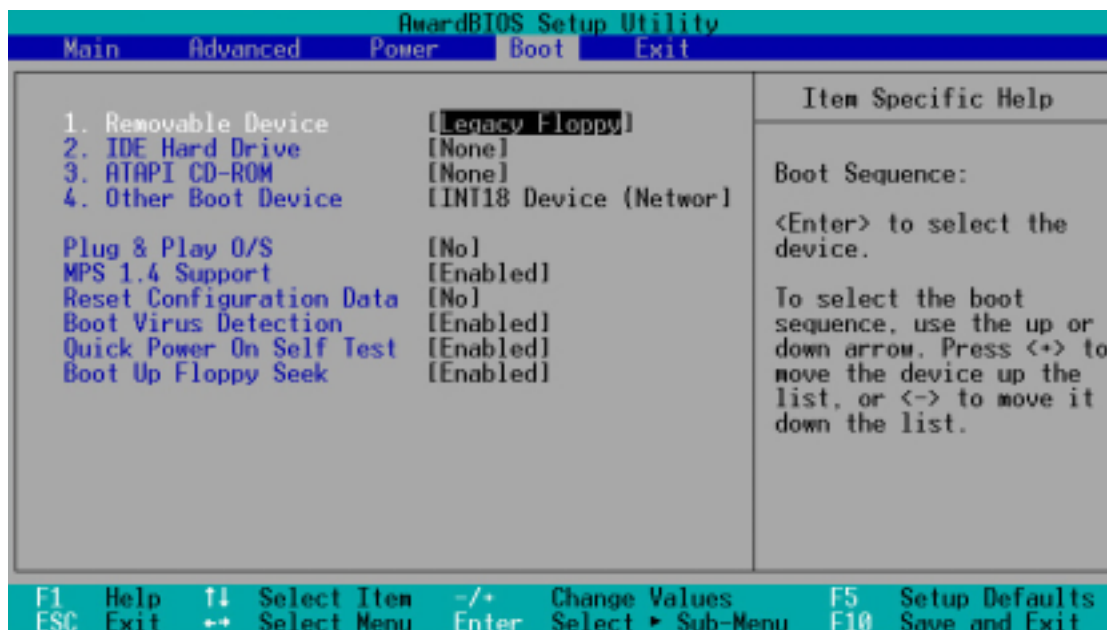 AwardBIOS Setup Utility
Main Advanced Power Boot Exit
1. Removable Device [Legacy Floppy]
2. IDE Hard Drive [None]
3. ATAPI CD-ROM [None]
4. Other Boot Device [INT18 Device (Networ]
Plug & Play O/S [No]
MPS 1.4 Support [Enabled]
Reset Configuration Data [No]
Boot Virus Detection [Enabled]
Quick Power On Self Test [Enabled]
Boot Up Floppy Seek [Enabled]
Item Specific Help
Boot Sequence:
<Enter> to select the
device.
To select the boot
sequence, use the up or
down arrow. Press <+> to
move the device up the
list, or <-> to move it
down the list.
F1 Help ↑↓ Select Item -/+ Change Values F5 Setup Defaults
ESC Exit ←→ Select Menu Enter Select ▸ Sub-Menu F10 Save and Exit